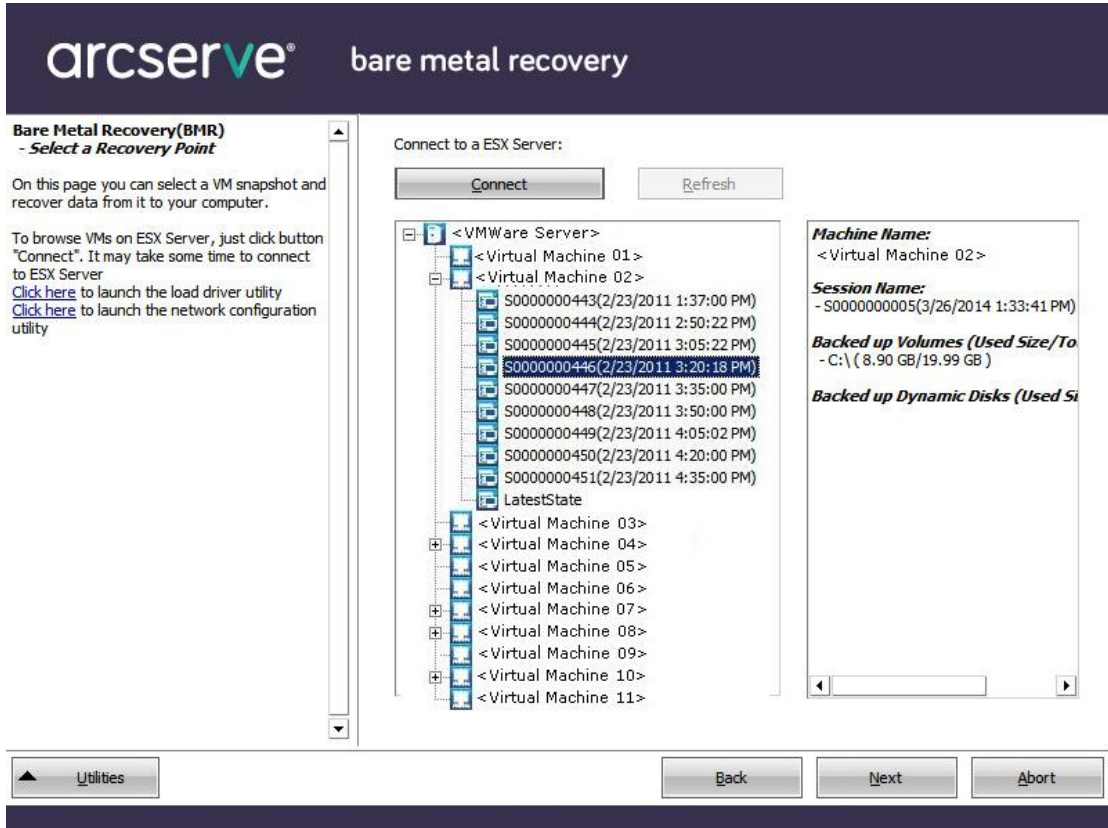 arcserve® bare metal recovery
Bare Metal Recovery(BMR)
- Select a Recovery Point
On this page you can select a VM snapshot and
recover data from it to your computer.
To browse VMs on ESX Server, just click button
"Connect". It may take some time to connect
to ESX Server
Click here to launch the load driver utility
Click here to launch the network configuration
utility
Connect to a ESX Server:
Connect
Refresh
<VMWare Server>
<Virtual Machine 01>
<Virtual Machine 02>
S0000000443(2/23/2011 1:37:00 PM)
S0000000444(2/23/2011 2:50:22 PM)
S0000000445(2/23/2011 3:05:22 PM)
S0000000446(2/23/2011 3:20:18 PM)
S0000000447(2/23/2011 3:35:00 PM)
S0000000448(2/23/2011 3:50:00 PM)
S0000000449(2/23/2011 4:05:02 PM)
S0000000450(2/23/2011 4:20:00 PM)
S0000000451(2/23/2011 4:35:00 PM)
LatestState
<Virtual Machine 03>
<Virtual Machine 04>
<Virtual Machine 05>
<Virtual Machine 06>
<Virtual Machine 07>
<Virtual Machine 08>
<Virtual Machine 09>
<Virtual Machine 10>
<Virtual Machine 11>
Machine Name:
<Virtual Machine 02>
Session Name:
- S0000000005(3/26/2014 1:33:41 PM)
Backed up Volumes (Used Size/To
- C:\ ( 8.90 GB/19.99 GB )
Backed up Dynamic Disks (Used Si
Utilities
Back
Next
Abort